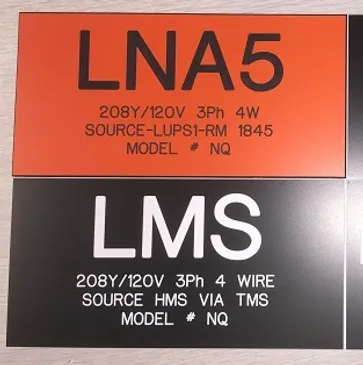 LNA5
208Y/120V 3Ph 4W
SOURCE-LUPS1-RM 1845
MODEL # NQ
LMS
208Y/120V 3Ph 4 WIRE
SOURCE HMS VIA TMS
MODEL # NQ